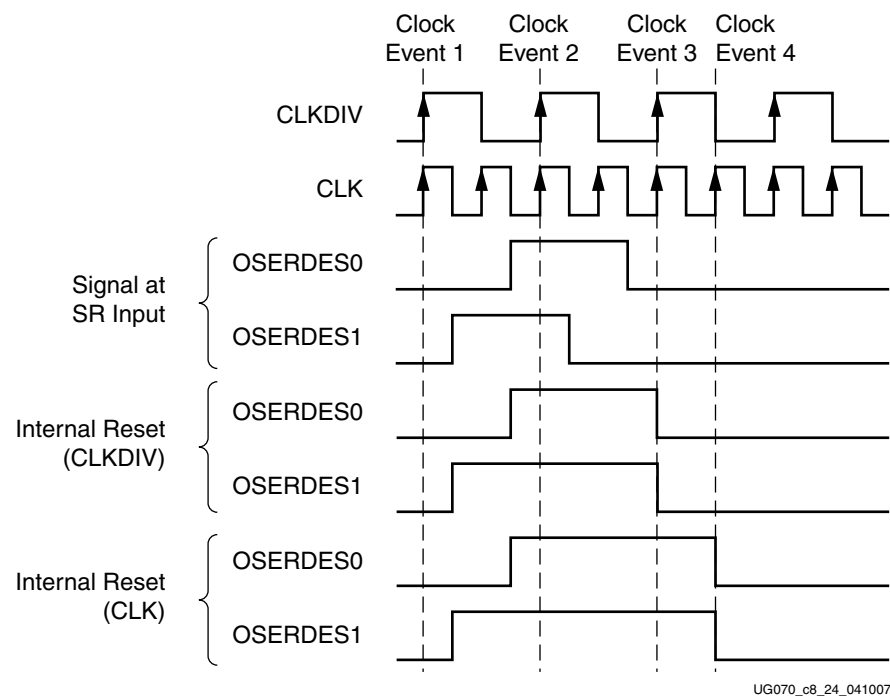 Clock Event 1
Clock Event 2
Clock Event 3
Clock Event 4
CLKDIV
CLK
Signal at
SR Input
OSERDES0
OSERDES1
Internal Reset
(CLKDIV)
OSERDES0
OSERDES1
Internal Reset
(CLK)
OSERDES0
OSERDES1
UG070_c8_24_041007